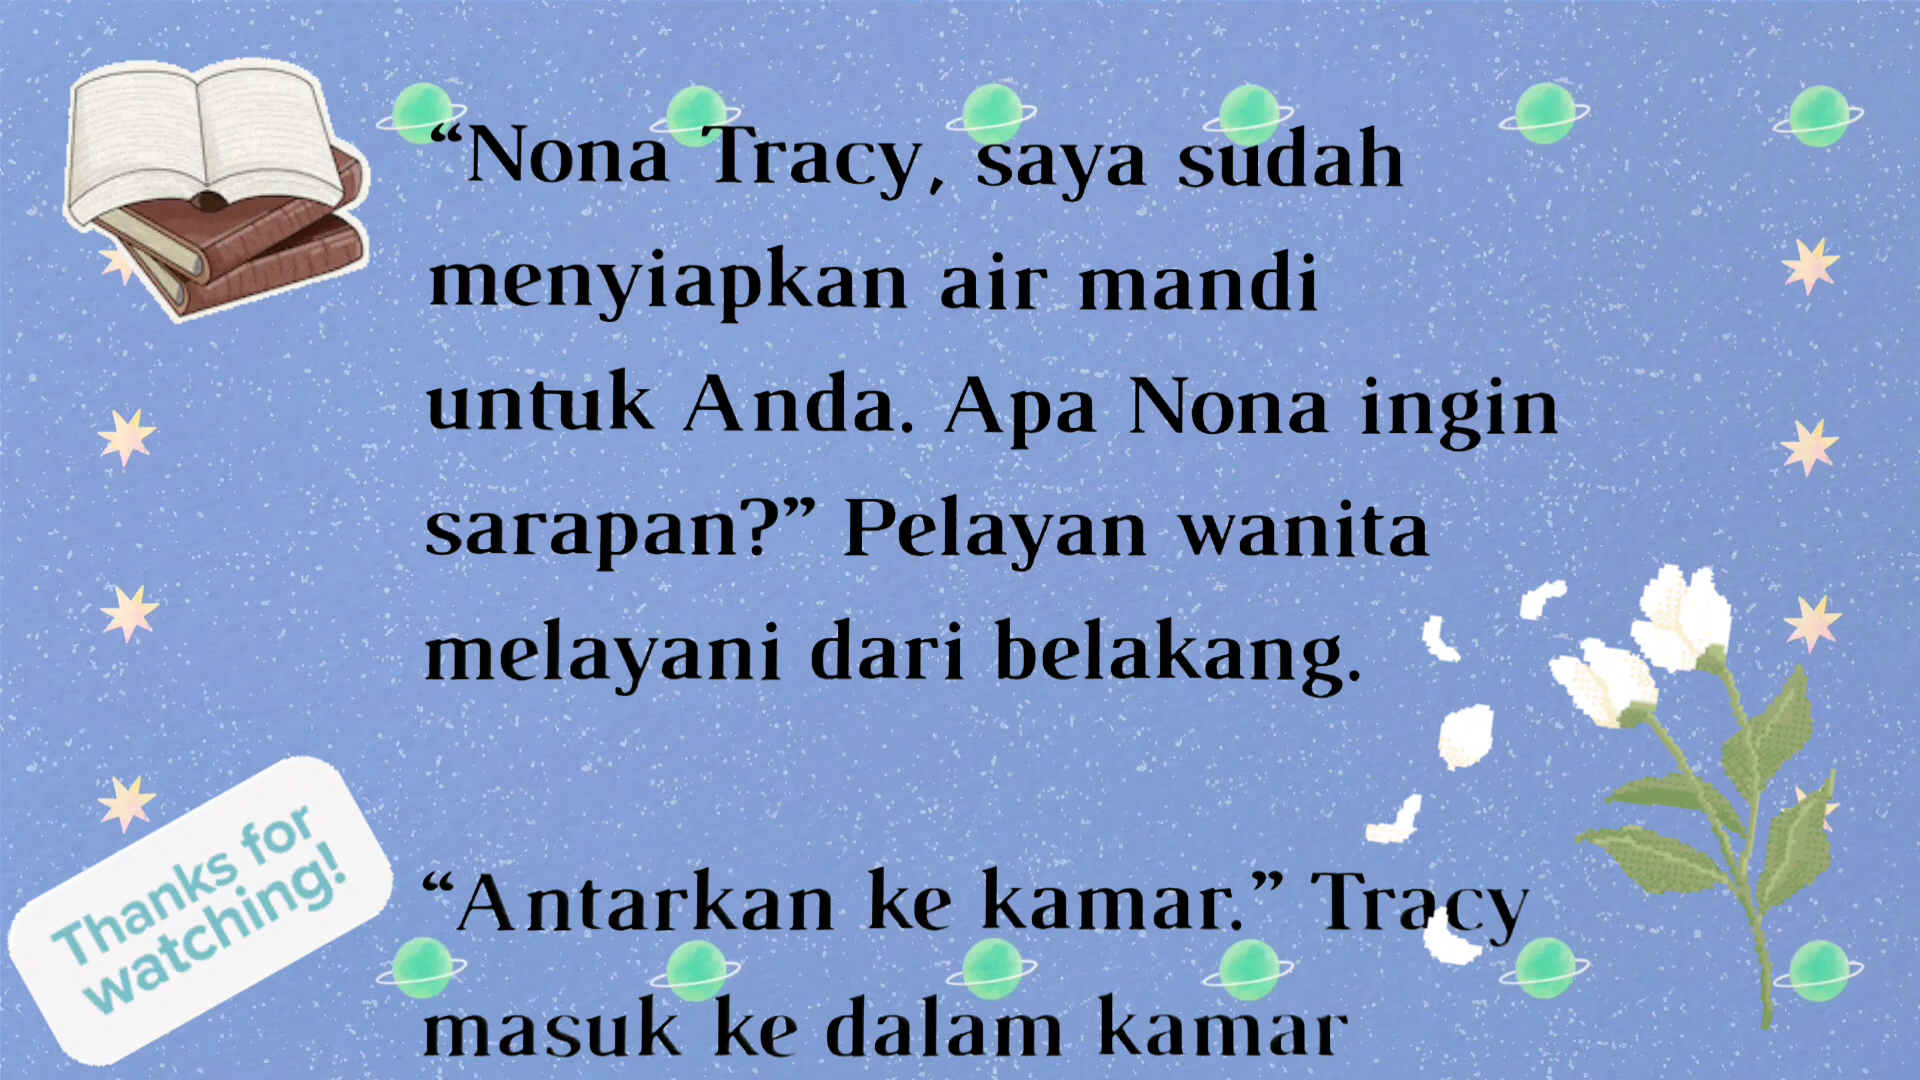 “Nona Tracy, saya sudah
menyiapkan air mandi
untuk Anda. Apa Nona ingin
sarapan?” Pelayan wanita
melayani dari belakang.
“Antarkan ke kamar.” Tracy
masuk ke dalam kamar
Thanks for
watching!